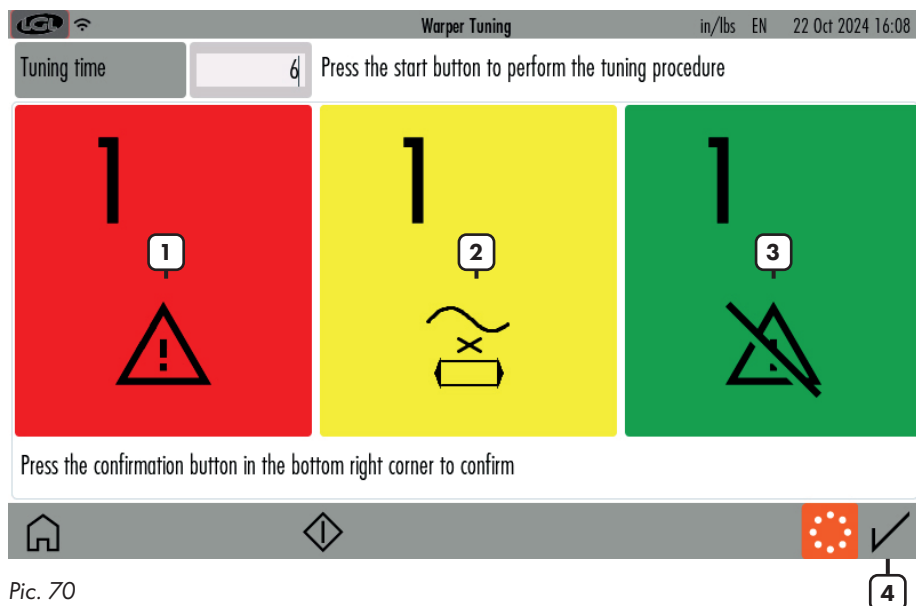 LGL Warper Tuning in/lbs EN 22 Oct 2024 16:08
Tuning time 6 Press the start button to perform the tuning procedure
1 1 1
1 2 3
Press the confirmation button in the bottom right corner to confirm
Pic. 70 4